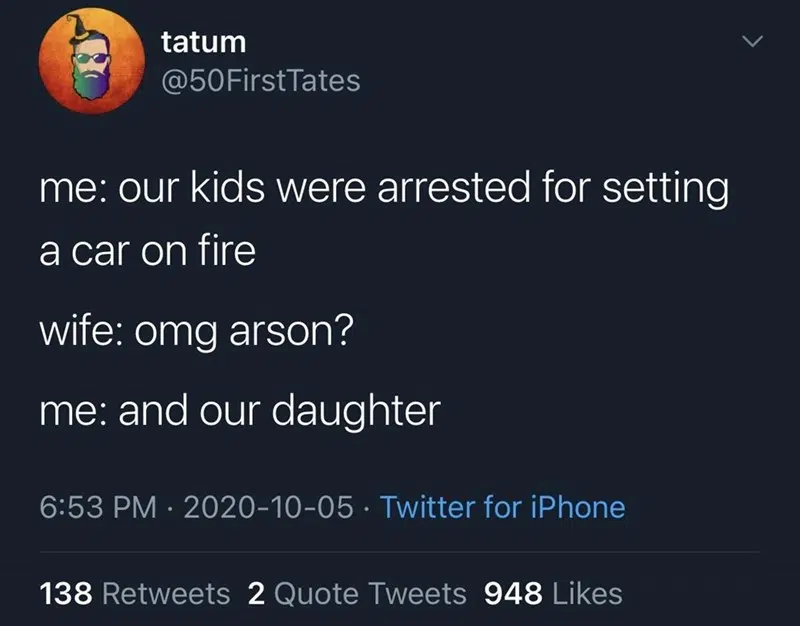 tatum
@50FirstTates
me: our kids were arrested for setting
a car on fire
wife: omg arson?
me: and our daughter
6:53 PM · 2020-10-05 · Twitter for iPhone
138 Retweets 2 Quote Tweets 948 Likes